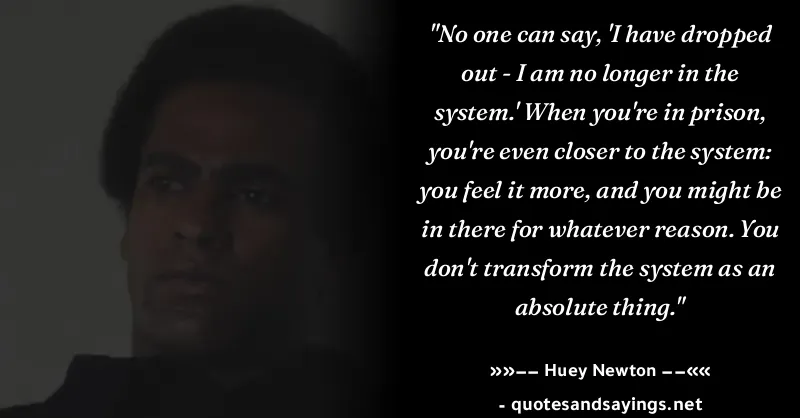 "No one can say, 'I have dropped
out - I am no longer in the
system.' When you're in prison,
you're even closer to the system:
you feel it more, and you might be
in there for whatever reason. You
don't transform the system as an
absolute thing."
»»–– Huey Newton ––««
- quotesandsayings.net